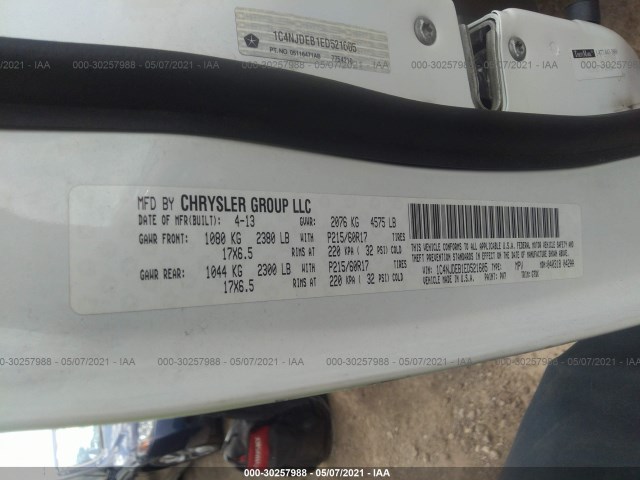 1C4NJDEB1ED521605
PT. NO. 05116471AB
000-30257988 - 05/07/2021 - IAA 000-30257988 - 05/07/2021 - IAA 000-30257988 - 05/07/2021 - IAA
MFD BY CHRYSLER GROUP LLC
DATE OF MFR(BUILT): 4-13 GVWR: 2076 KG 4575 LB
GAWR FRONT: 1080 KG 2380 LB WITH P215/60R17 TIRES
17X6.5 RIMS AT 220 KPA ( 32 PSI) COLD
GAWR REAR: 1044 KG 2300 LB WITH P215/60R17 TIRES
17X6.5 RIMS AT 220 KPA ( 32 PSI) COLD
THIS VEHICLE CONFORMS TO ALL APPLICABLE U.S.A. FEDERAL MOTOR VEHICLE SAFETY AND
THEFT PREVENTION STANDARDS IN EFFECT ON THE DATE OF MANUFACTURE SHOWN ABOVE.
VIN: 1C4NJDEB1ED521605 TYPE: MPV
VEHICLE MADE IN U.S.A. PAINT: PW7
000-30257988 - 05/07/2021 - IAA 000-30257988 - 05/07/2021 - IAA 000-30257988 - 05/07/2021 - IAA
000-30257988 - 05/07/2021 - IAA